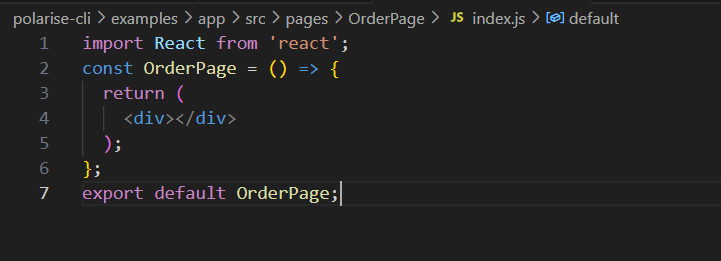 polarise-cli > examples > app > src > pages > OrderPage > JS index.js > default
1 import React from 'react';
2 const OrderPage = () => {
3   return (
4     <div></div>
5   );
6 };
7 export default OrderPage;